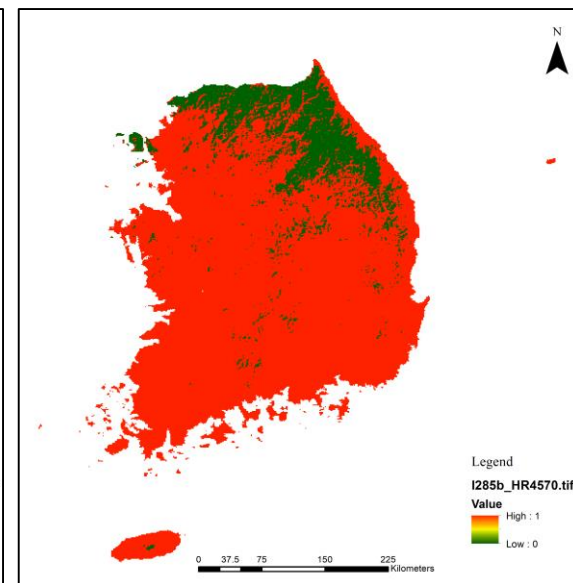 N
Legend
I285b_HR4570.tif
Value
High : 1
Low : 0
0 37.5 75 150 225
Kilometers